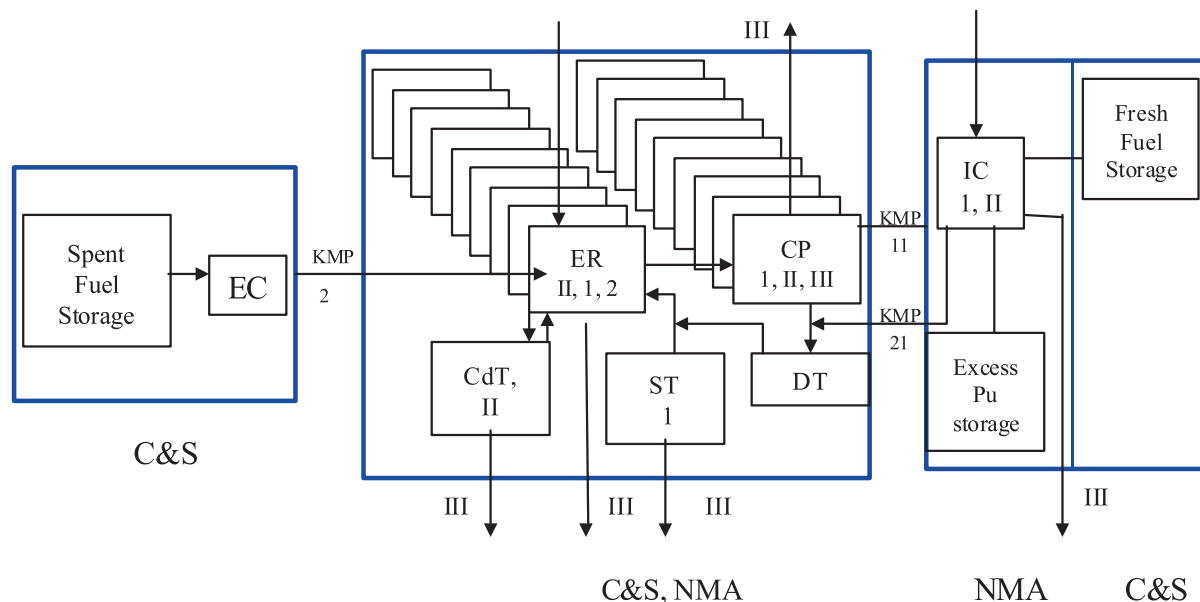 III
Spent
Fuel
Storage
EC
KMP
2
ER
II, 1, 2
CP
1, II, III
CdT,
II
ST
1
DT
KMP
11
KMP
21
IC
1, II
Fresh
Fuel
Storage
Excess
Pu
storage
III
III
III
III
C&S
C&S, NMA
NMA
C&S